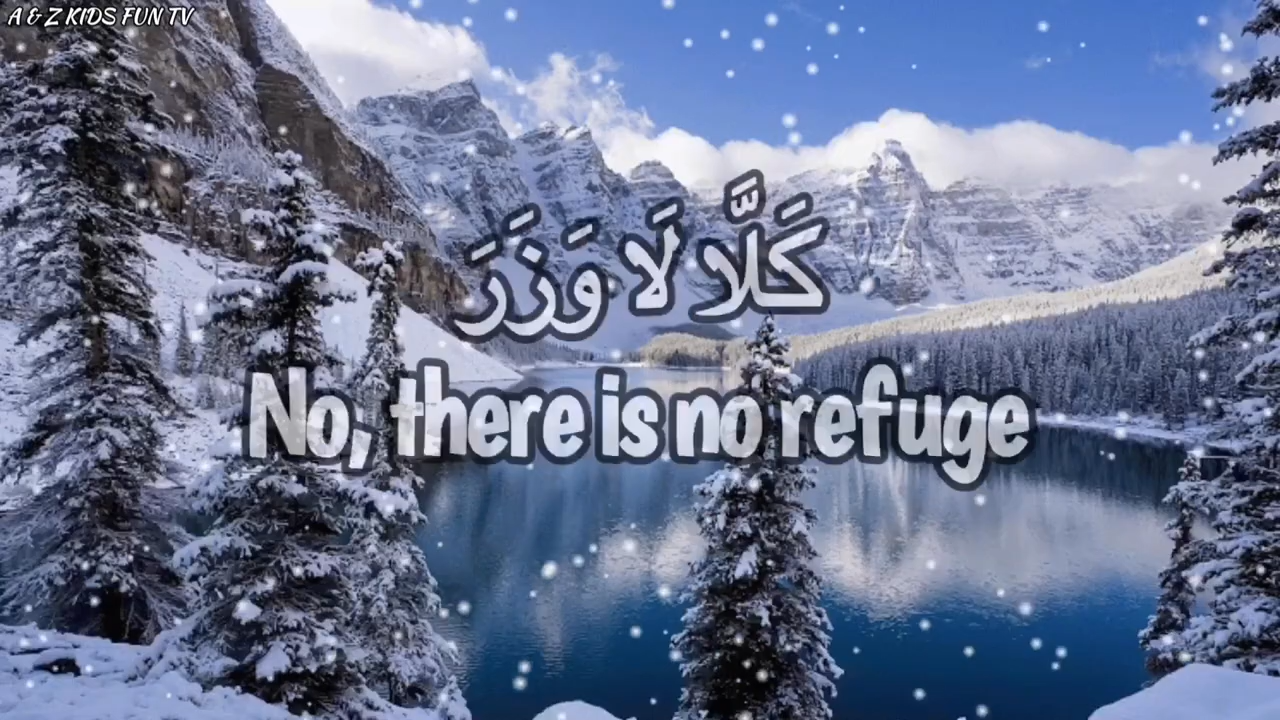 A & Z KIDS FUN TV
كَلَّا لَا وَزَرَ
No, there is no refuge